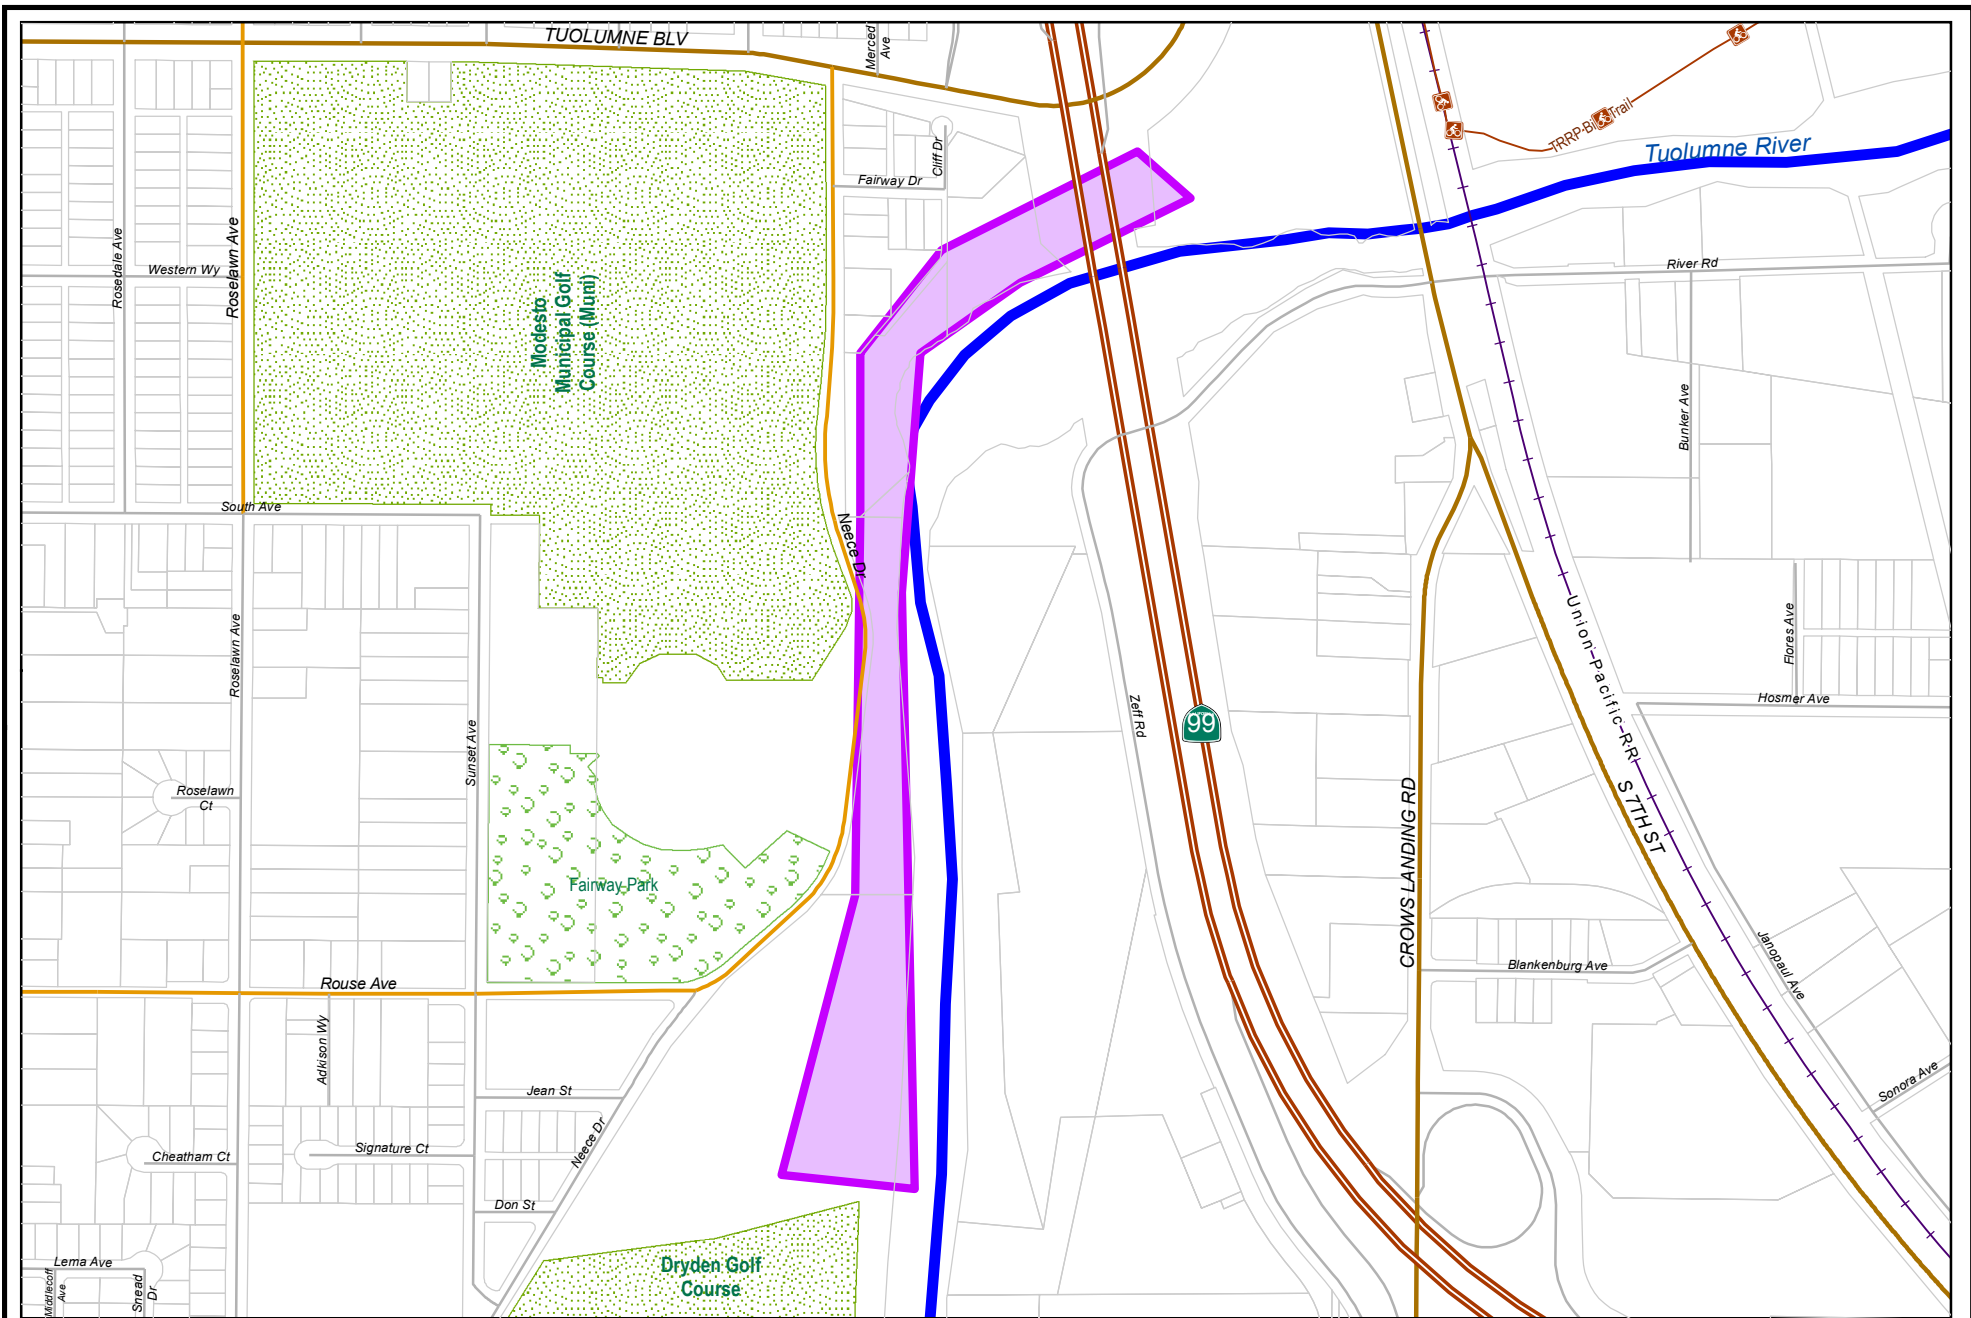 TUOLUMNE BLV
Merced
Ave
TRRP-Bi Trail
Tuolumne River
Cliff Dr
Fairway Dr
Rosedale Ave
Roselawn Ave
Western Wy
River Rd
Modesto
Municipal Golf
Course (Muni)
Bunker Ave
South Ave
Neece Dr
Roselawn Ave
Union Pacific RR
Flores Ave
Hosmer Ave
Zeff Rd
99
Sunset Ave
Roselawn
Ct
S 7TH ST
CROWS LANDING RD
Fairway Park
Blankenburg Ave
Janopaul Ave
Rouse Ave
Adkison Wy
Jean St
Sonora Ave
Neece Dr
Signature Ct
Cheatham Ct
Don St
Lema Ave
Middlecoff
Ave
Snead
Dr
Dryden Golf
Course